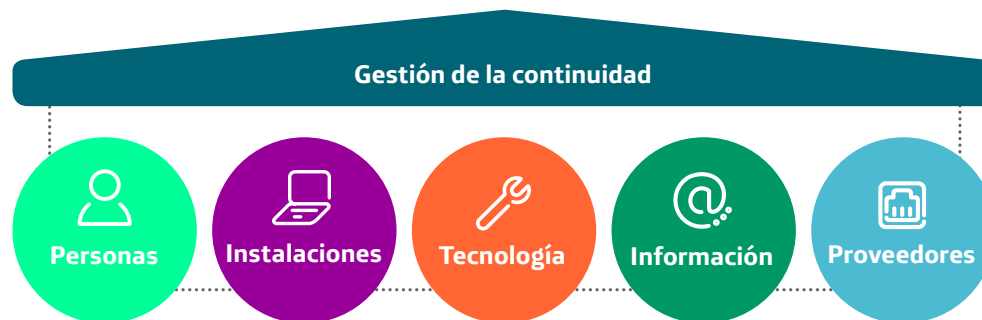 Gestión de la continuidad
Personas
Instalaciones
Tecnología
Información
Proveedores